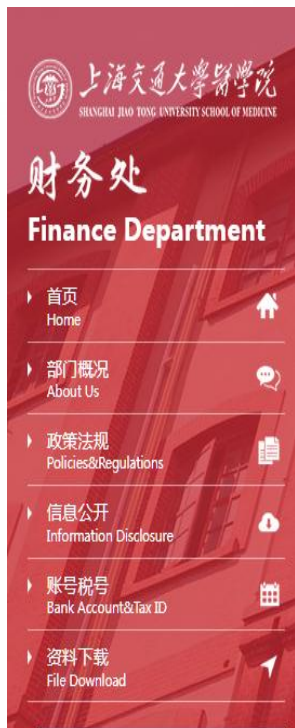 上海交通大學醫学院
SHANGHAI JIAO TONG UNIVERSITY SCHOOL OF MEDICINE
财务处
Finance Department
首页
Home
部门概况
About Us
政策法规
Policies&Regulations
信息公开
Information Disclosure
账号税号
Bank Account&Tax ID
资料下载
File Download